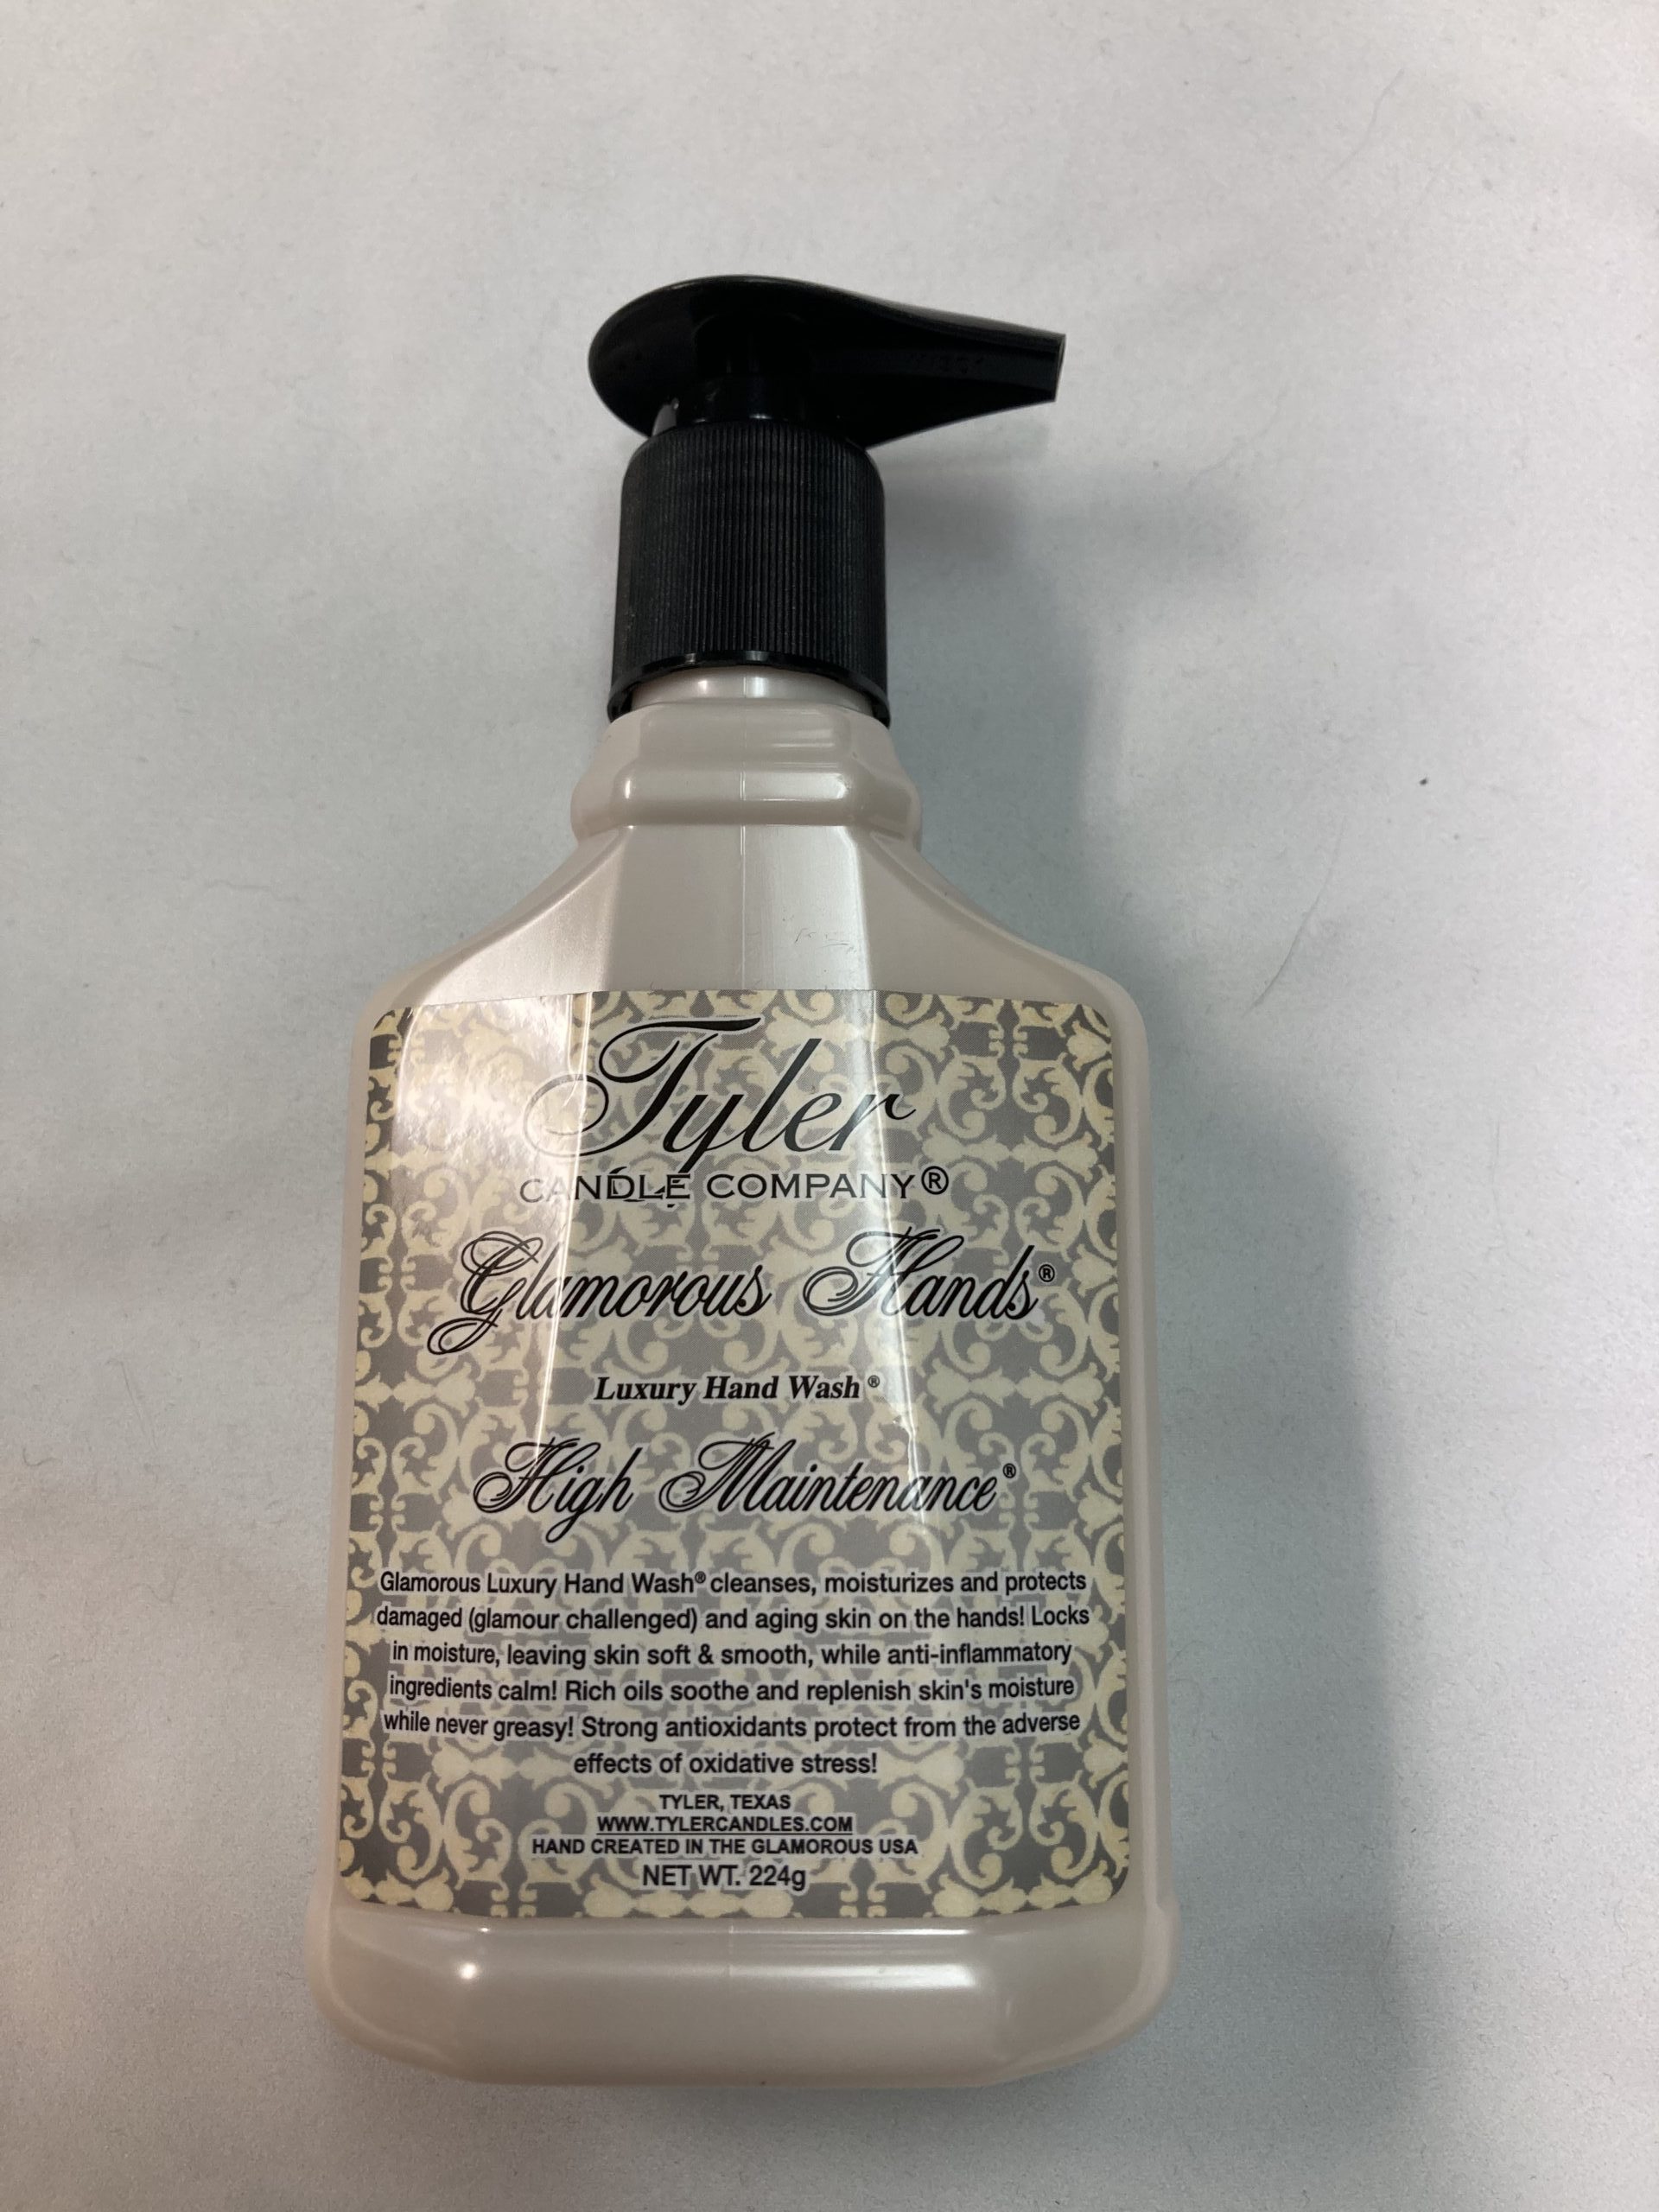 Tyler
CANDLE COMPANY®
Glamorous Hands®
Luxury Hand Wash®
High Maintenance®
Glamorous Luxury Hand Wash® cleanses, moisturizes and protects
damaged (glamour challenged) and aging skin on the hands! Locks
in moisture, leaving skin soft & smooth, while anti-inflammatory
ingredients calm! Rich oils soothe and replenish skin's moisture
while never greasy! Strong antioxidants protect from the adverse
effects of oxidative stress!
TYLER, TEXAS
WWW.TYLERCANDLES.COM
HAND CREATED IN THE GLAMOROUS USA
NET WT. 224g